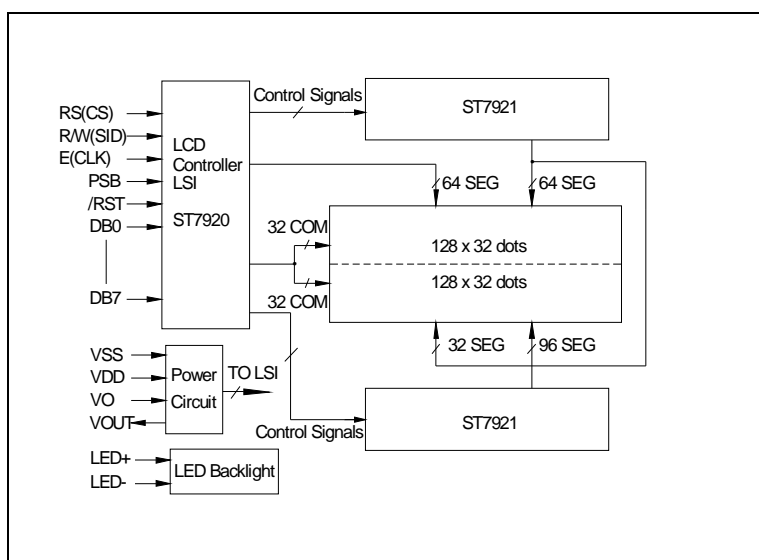 RS(CS)
R/W(SID)
E(CLK)
PSB
/RST
DB0
DB7
LCD
Controller
LSI
ST7920
Control Signals
ST7921
64 SEG
64 SEG
32 COM
128 x 32 dots
128 x 32 dots
32 COM
32 SEG
96 SEG
VSS
VDD
VO
VOUT
Power
Circuit
TO LSI
Control Signals
ST7921
LED+
LED-
LED Backlight